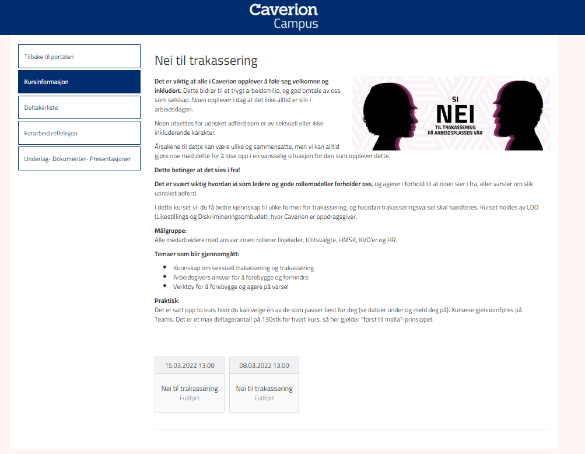 Caverion
Campus
Tilbake til portalen
Kursinformasjon
Deltakerliste
Forarbeid/refleksjon
Underlag- Dokumenter- Presentasjoner
Nei til trakassering
Det er viktig at alle i Caverion opplever å føle seg velkomne og
inkludert. Dette bidrar til et trygt arbeidsmiljø, og god omtale av oss
som selskap. Noen opplever i dag at det ikke alltid er slik i
arbeidsdagen.
Noen utsettes for uønsket adferd som er av seksuell eller ikke
inkluderende karakter.
Årsakene til dette kan være ulike og sammensatte, men vi kan alltid
gjøre noe med dette for å løse opp i en vanskelig situasjon for den som opplever dette.
SI
NEI
TIL TRAKASSERING
PÅ ARBEIDSPLASSEN VÅR
Dette betinger at det sies i fra!
Det er svært viktig hvordan vi som ledere og gode rollemodeller forholder oss, og agerer i forhold til at noen sier i fra, eller varsler om slik
uønsket adferd.
I dette kurset vil du få bedre kjennskap til ulike former for trakassering, og hvordan trakasseringsvarsel skal håndteres. Kurset holdes av LDO
(Likestillings og Diskrimineringsombudet), hvor Caverion er oppdragsgiver.
Målgruppe:
Alle medarbeidere med ansvar innen rollene linjeleder, tillitsvalgte, HMSK, KVO'er og HR.
Temaer som blir gjennomgått:
Kunnskap om seksuell trakassering og trakassering
Arbeidsgivers ansvar for å forebygge og forhindre
Verktøy for å forebygge og agere på varsel
Praktisk:
Det er satt opp to kurs hvor du kan velge én av de som passer best for deg (se datoer under og meld deg på). Kursene gjennomføres på
Teams. Det er et max deltagerantall på 130stk for hvert kurs, så her gjelder "først til mølla"-prinsippet.
15.03.2022 13.00
08.03.2022 13.00
Nei til trakassering
Nei til trakassering
Fullført
Fullført